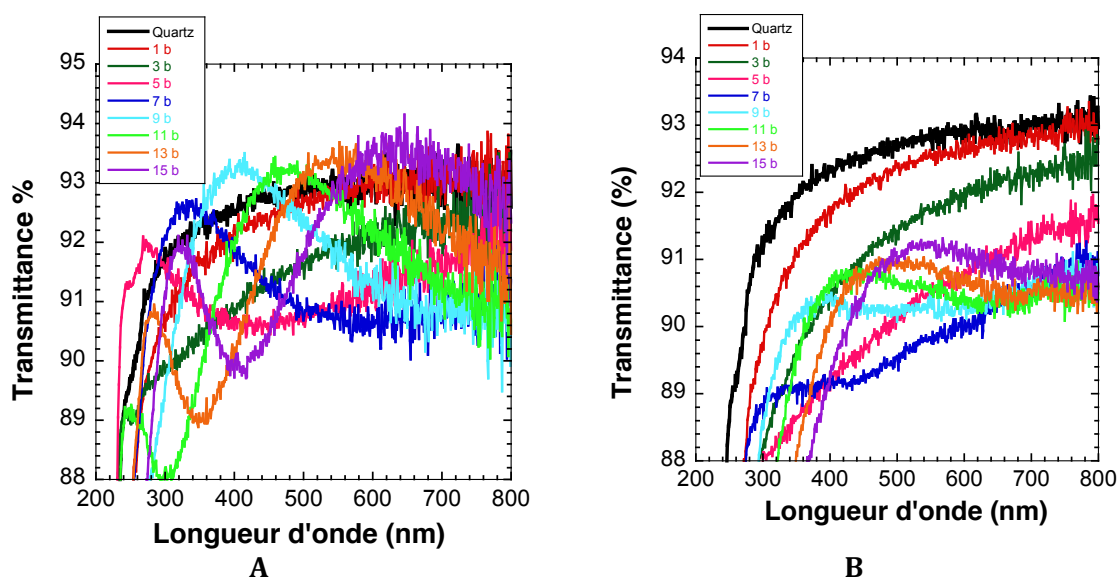 Quartz
1 b
3 b
5 b
7 b
9 b
11 b
13 b
15 b
95
94
93
92
91
90
89
88
200 300 400 500 600 700 800
Transmittance %
Longueur d'onde (nm)
A
Quartz
1 b
3 b
5 b
7 b
9 b
11 b
13 b
15 b
94
93
92
91
90
89
88
200 300 400 500 600 700 800
Transmittance (%)
Longueur d'onde (nm)
B